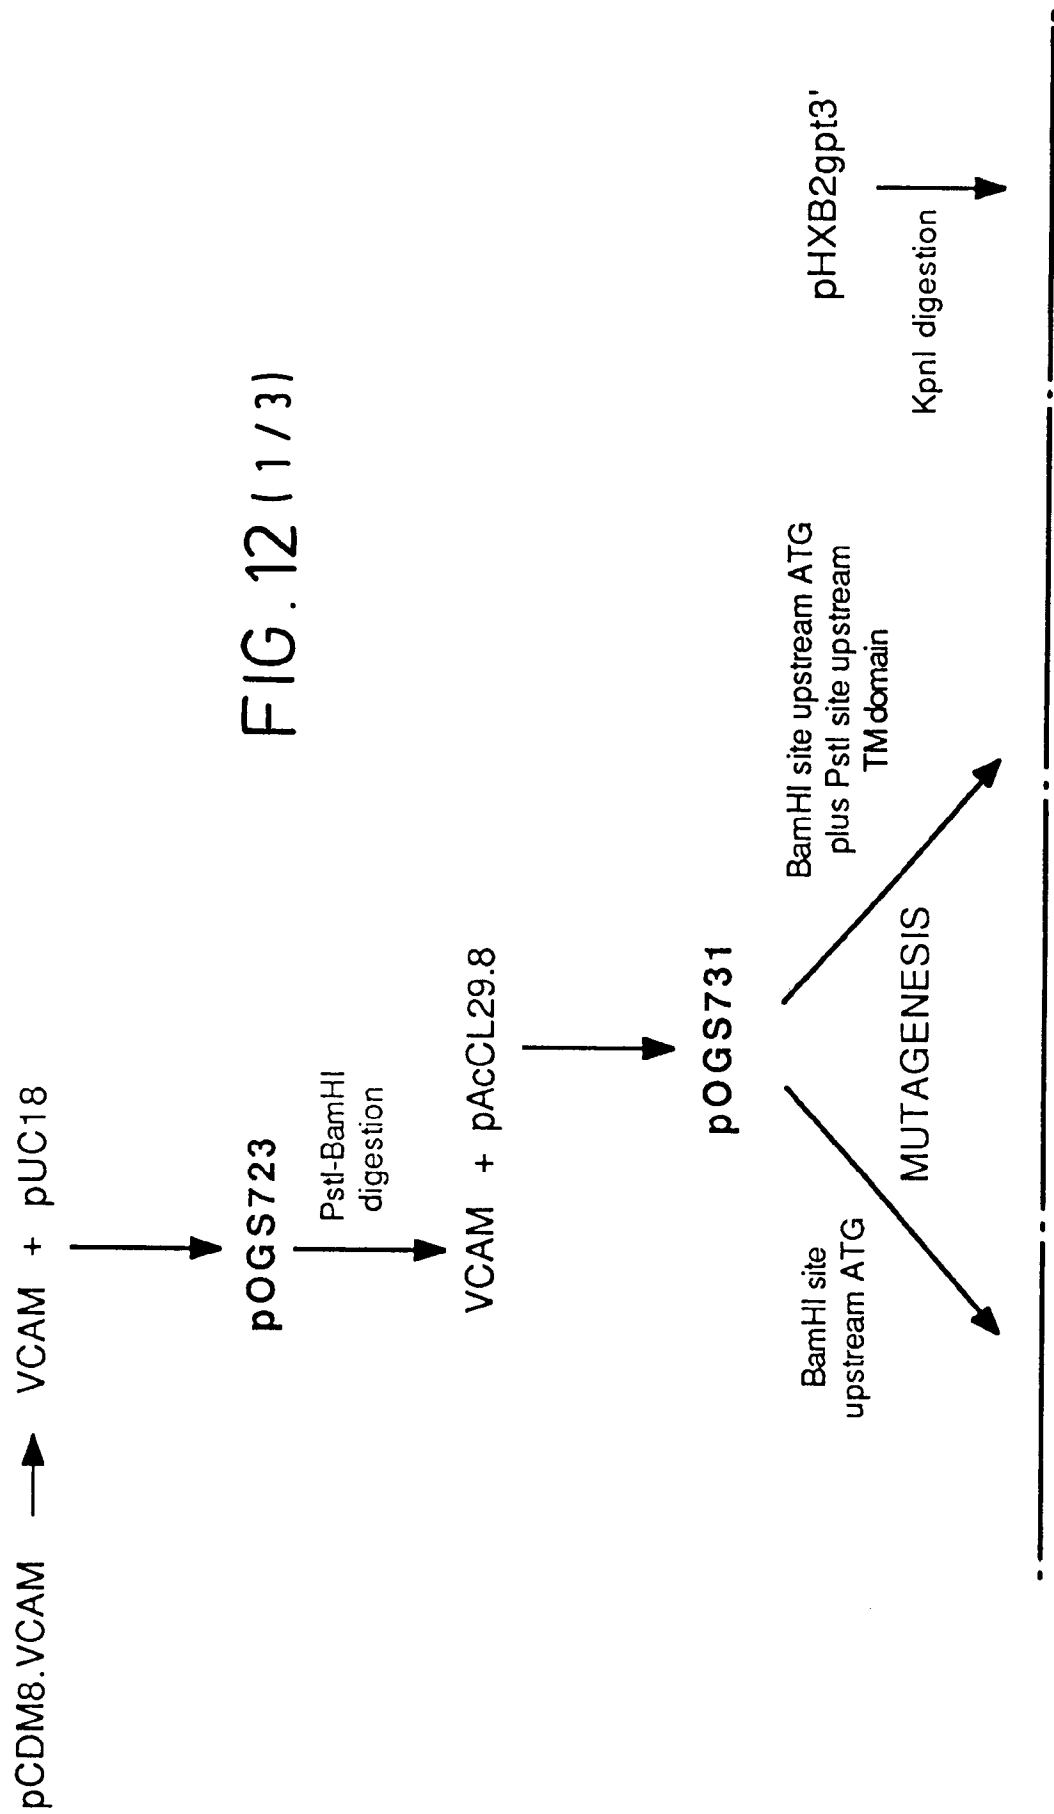 pCDM8.VCAM → VCAM + pUC18
pOGS723
PstI-BamHI
digestion
VCAM + pAcCL29.8
pOGS731
BamHI site
upstream ATG
MUTAGENESIS
BamHI site upstream ATG
plus PstI site upstream
TM domain
pHXB2gpt3'
KpnI digestion
FIG. 12 (1/3)